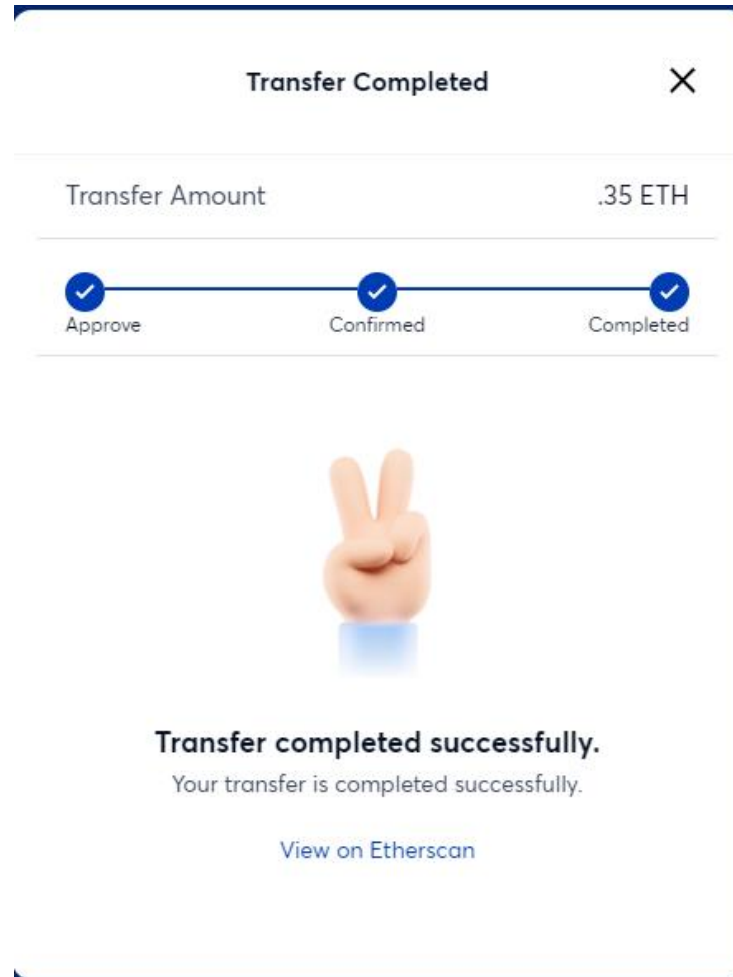 Transfer Completed
Transfer Amount .35 ETH
Approve Confirmed Completed
Transfer completed successfully.
Your transfer is completed successfully.
View on Etherscan